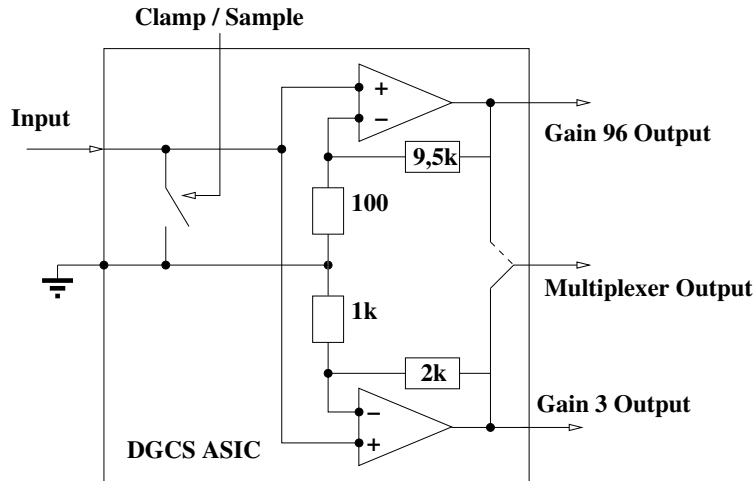 Clamp / Sample
Input
+
−
Gain 96 Output
9,5k
100
Multiplexer Output
1k
2k
Gain 3 Output
−
+
DGCS ASIC